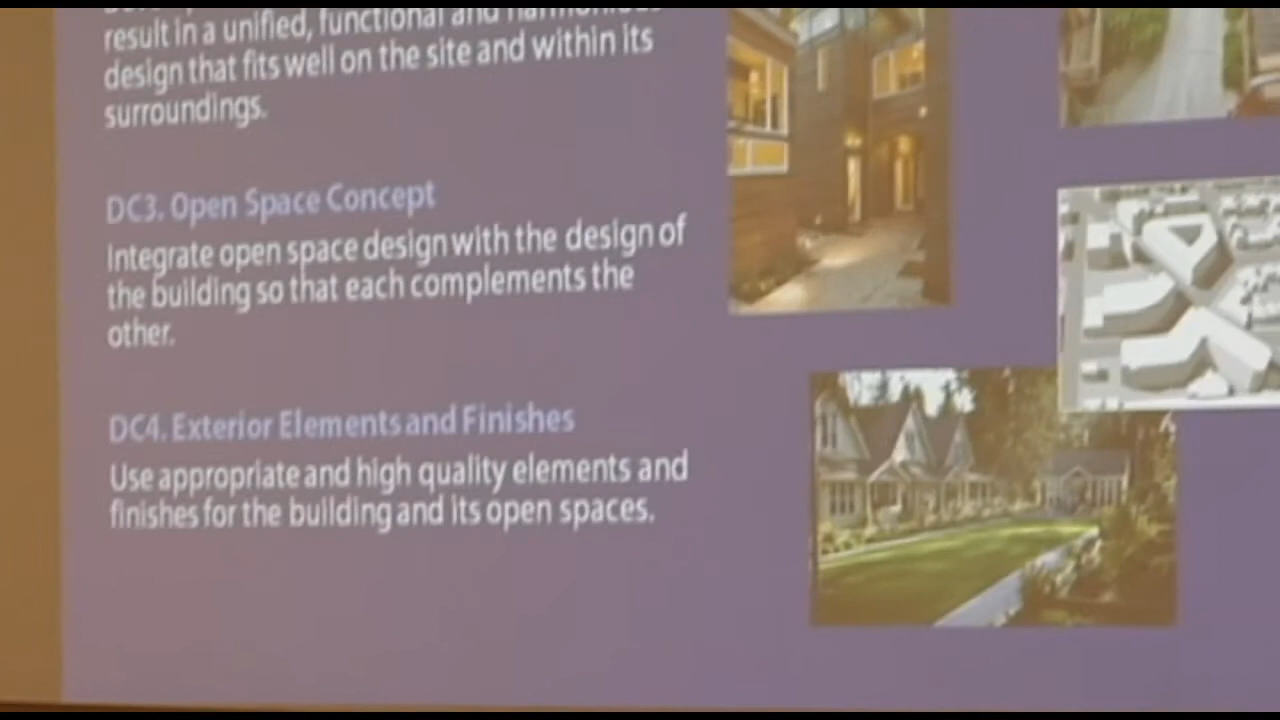 result in a unified, functional and harmonious
design that fits well on the site and within its
surroundings.
DC3. Open Space Concept
Integrate open space design with the design of
the building so that each complements the
other.
DC4. Exterior Elements and Finishes
Use appropriate and high quality elements and
finishes for the building and its open spaces.